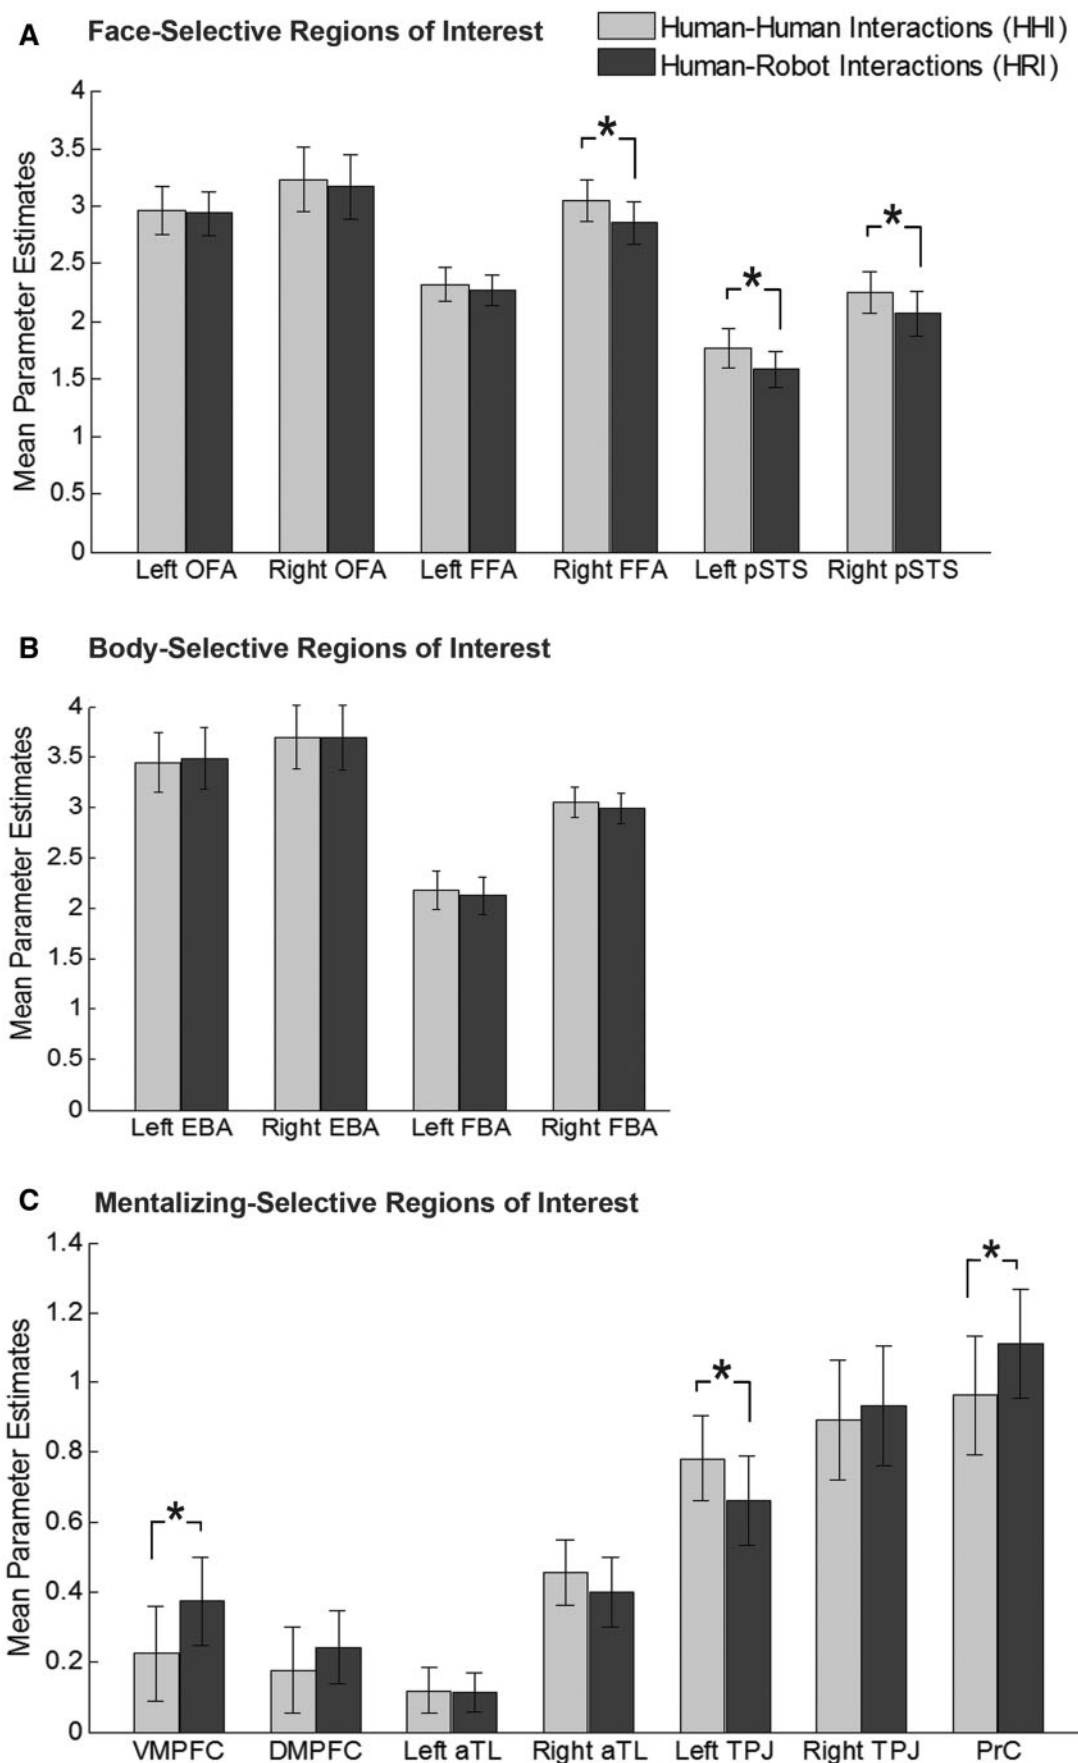 A Face-Selective Regions of Interest
Human-Human Interactions (HHI)
Human-Robot Interactions (HRI)
Mean Parameter Estimates
4
3.5
3
2.5
2
1.5
1
0.5
0
*
*
*
Left OFA Right OFA Left FFA Right FFA Left pSTS Right pSTS
B Body-Selective Regions of Interest
Mean Parameter Estimates
4
3.5
3
2.5
2
1.5
1
0.5
0
Left EBA Right EBA Left FBA Right FBA
C Mentalizing-Selective Regions of Interest
Mean Parameter Estimates
1.4
1.2
1
0.8
0.6
0.4
0.2
0
*
*
*
VMPFC DMPFC Left aTL Right aTL Left TPJ Right TPJ PrC